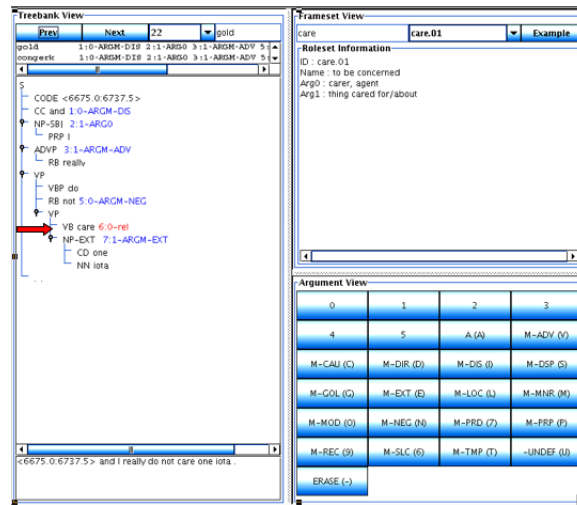 Treebank View
Prev Next 22 gold
gold 1:0-ARGM-DIS 2:1-ARG0 3:1-ARGM-ADV 5:
congerk 1:0-ARGM-DIS 2:1-ARG0 3:1-ARGM-ADV 5:
S
CODE <6675.0:6737.5>
CC and 1:0-ARGM-DIS
NP-SBJ 2:1-ARG0
PRP I
ADVP 3:1-ARGM-ADV
RB really
VP
VBP do
RB not 5:0-ARGM-NEG
VP
VB care 6:0-rel
NP-EXT 7:1-ARGM-EXT
CD one
NN iota
. .
<6675.0:6737.5> and I really do not care one iota .
Frameset View
care care.01 Example
Roleset Information
ID : care.01
Name : to be concerned
Arg0 : carer, agent
Arg1 : thing cared for/about
Argument View
0 1 2 3
4 5 A (A) M-ADV (V)
M-CAU (C) M-DIR (D) M-DIS (I) M-DSP (S)
M-GOL (G) M-EXT (E) M-LOC (L) M-MNR (M)
M-MOD (O) M-NEG (N) M-PRD (7) M-PRP (P)
M-REC (9) M-SLC (6) M-TMP (T) -UNDEF (U)
ERASE (-)